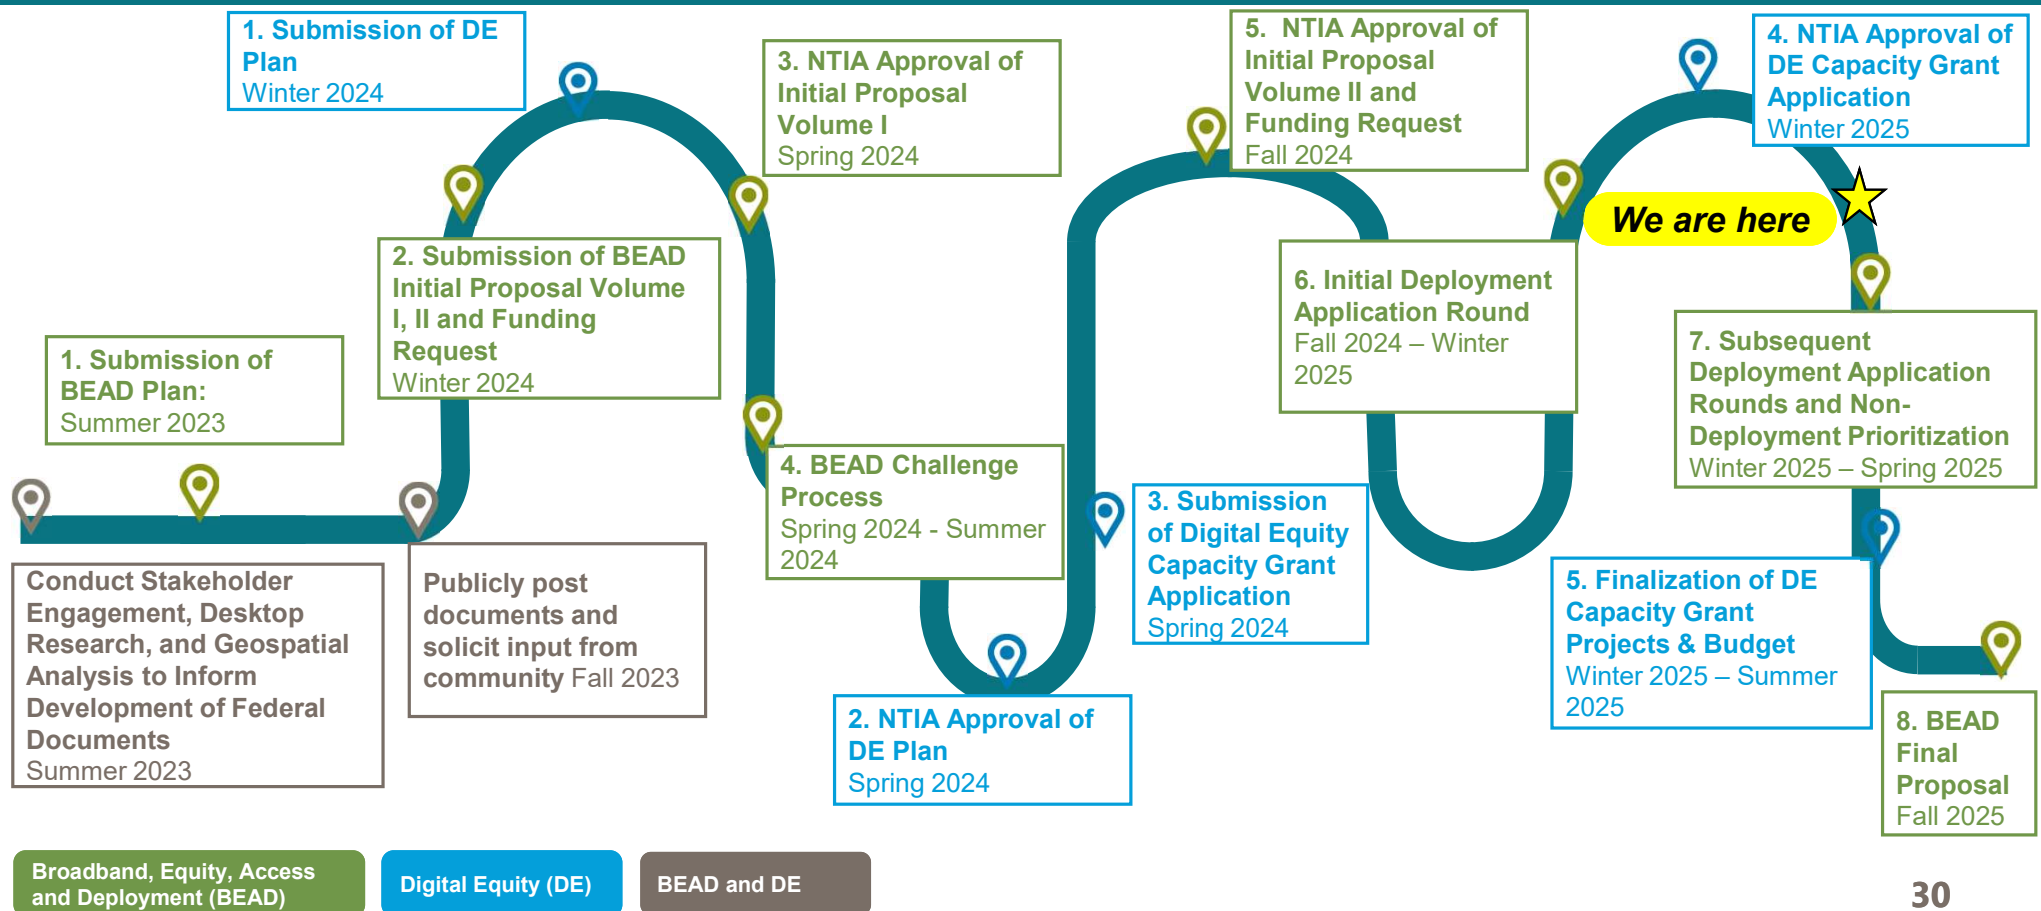 1. Submission of DE
Plan
Winter 2024
3. NTIA Approval of
Initial Proposal
Volume I
Spring 2024
5.  NTIA Approval of
Initial Proposal
Volume II and
Funding Request
Fall 2024
4. NTIA Approval of
DE Capacity Grant
Application
Winter 2025
We are here
2. Submission of BEAD
Initial Proposal Volume
I, II and Funding
Request
Winter 2024
6. Initial Deployment
Application Round
Fall 2024 – Winter
2025
1. Submission of
BEAD Plan:
Summer 2023
7. Subsequent
Deployment Application
Rounds and Non-
Deployment Prioritization
Winter 2025 – Spring 2025
4. BEAD Challenge
Process
Spring 2024 - Summer
2024
3. Submission
of Digital Equity
Capacity Grant
Application
Spring 2024
Conduct Stakeholder
Engagement, Desktop
Research, and Geospatial
Analysis to Inform
Development of Federal
Documents
Summer 2023
Publicly post
documents and
solicit input from
community Fall 2023
5. Finalization of DE
Capacity Grant
Projects & Budget
Winter 2025 – Summer
2025
2. NTIA Approval of
DE Plan
Spring 2024
8. BEAD
Final
Proposal
Fall 2025
Broadband, Equity, Access
and Deployment (BEAD)
Digital Equity (DE)
BEAD and DE
30